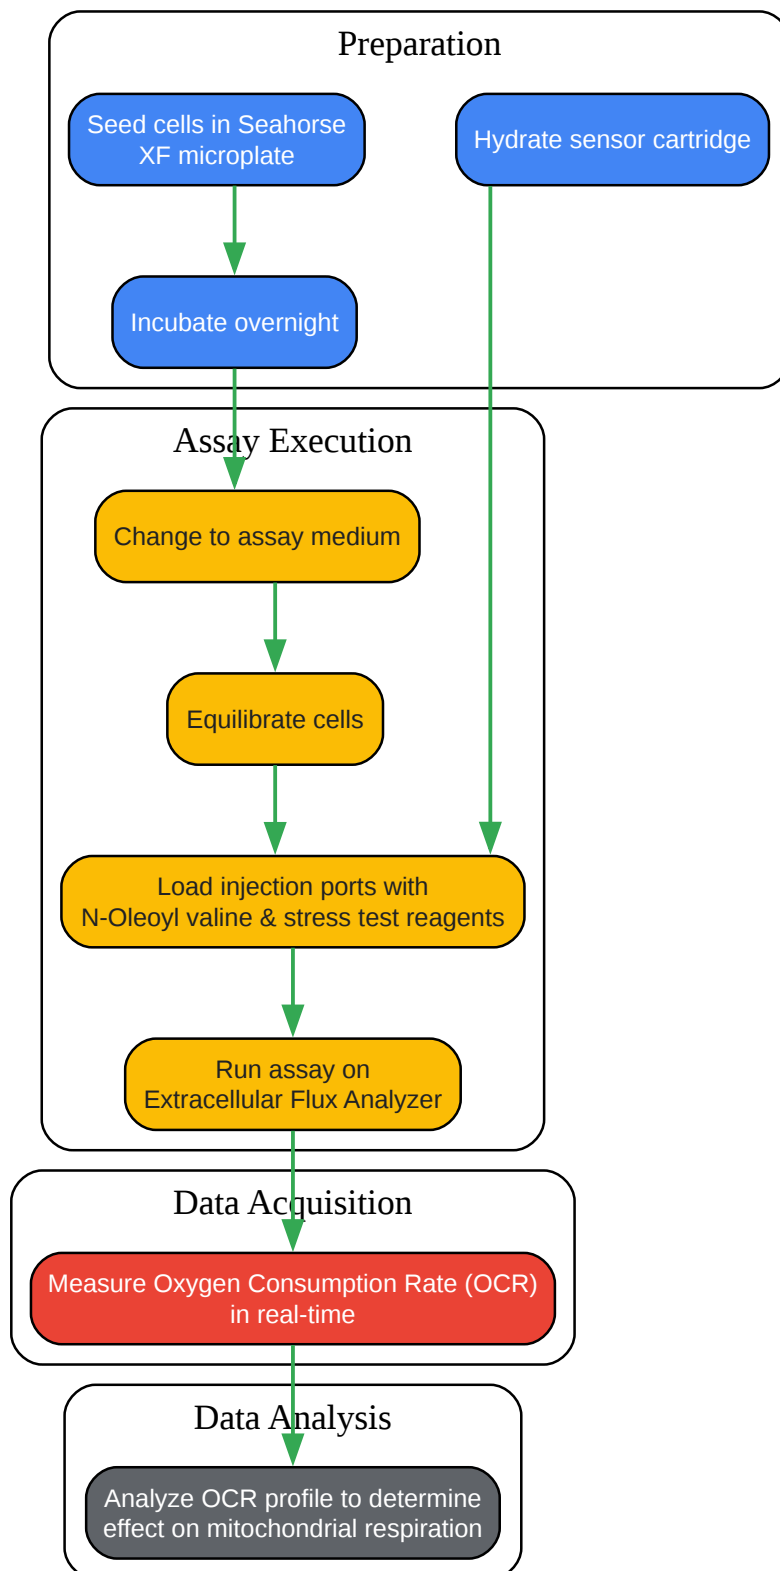 Preparation
Seed cells in Seahorse
XF microplate
Hydrate sensor cartridge
Incubate overnight
Assay Execution
Change to assay medium
Equilibrate cells
Load injection ports with
N-Oleoyl valine & stress test reagents
Run assay on
Extracellular Flux Analyzer
Data Acquisition
Measure Oxygen Consumption Rate (OCR)
in real-time
Data Analysis
Analyze OCR profile to determine
effect on mitochondrial respiration